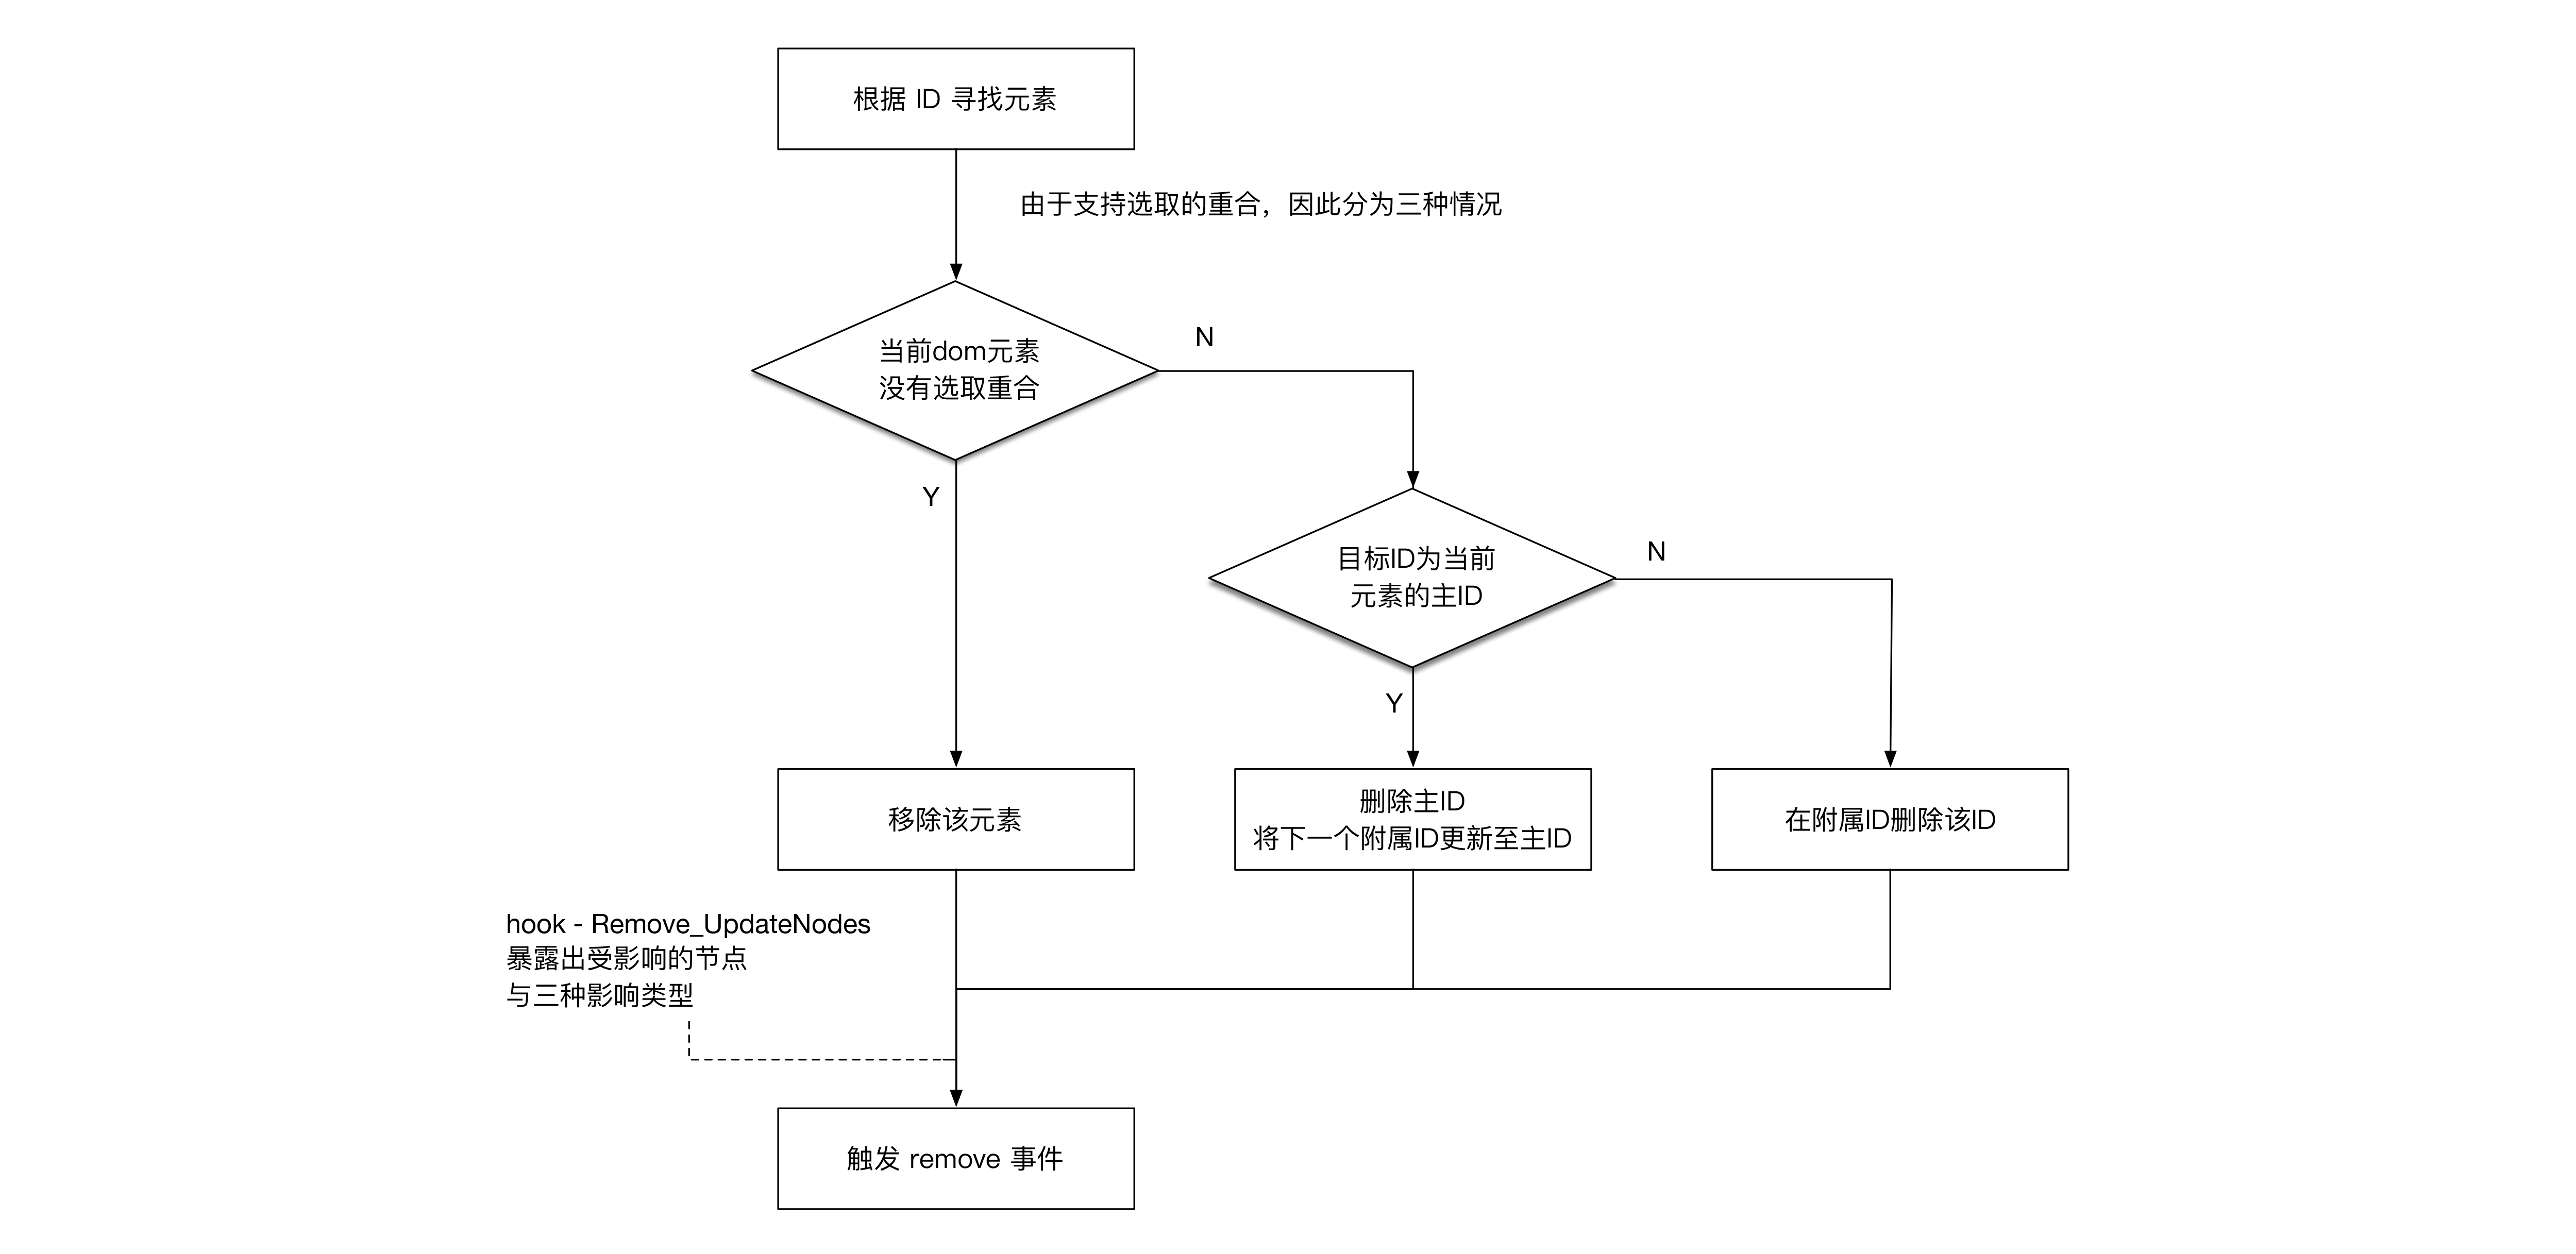 根据 ID 寻找元素
由于支持选取的重合，因此分为三种情况
当前dom元素
没有选取重合
N
Y
目标ID为当前
元素的主ID
N
Y
移除该元素
删除主ID
将下一个附属ID更新至主ID
在附属ID删除该ID
hook - Remove_UpdateNodes
暴露出受影响的节点
与三种影响类型
触发 remove 事件